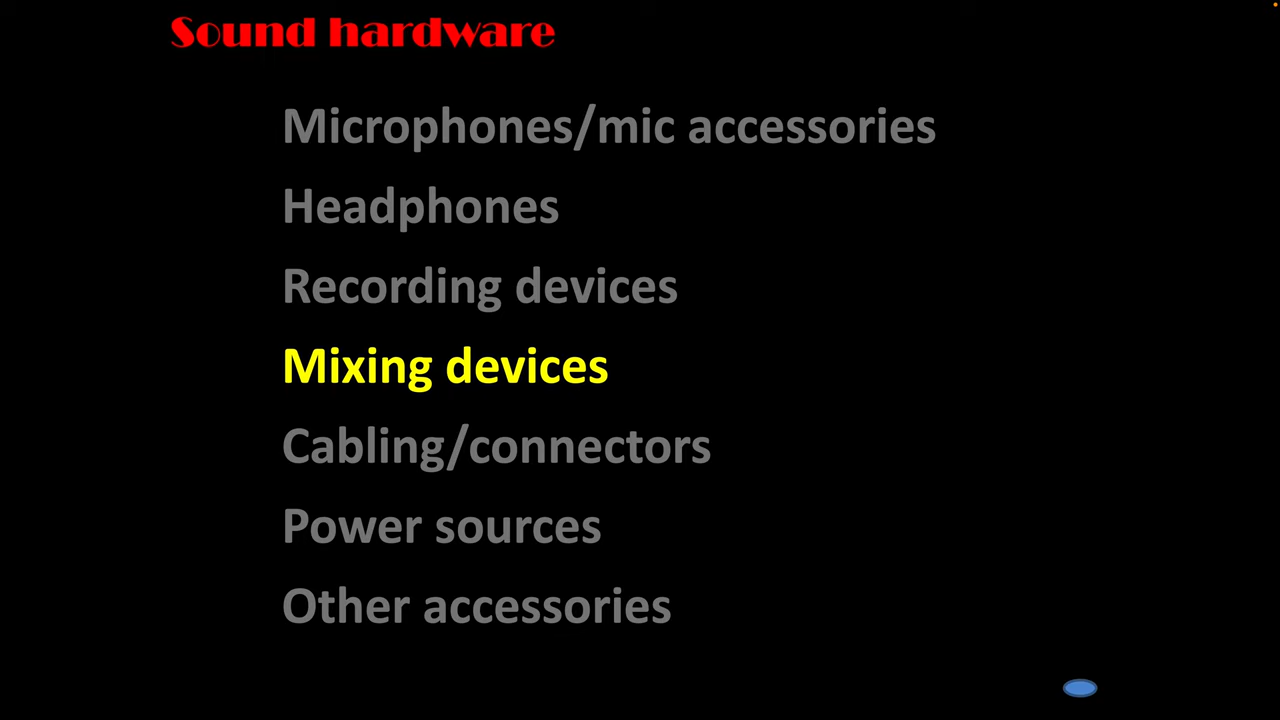 Sound hardware
Microphones/mic accessories
Headphones
Recording devices
Mixing devices
Cabling/connectors
Power sources
Other accessories